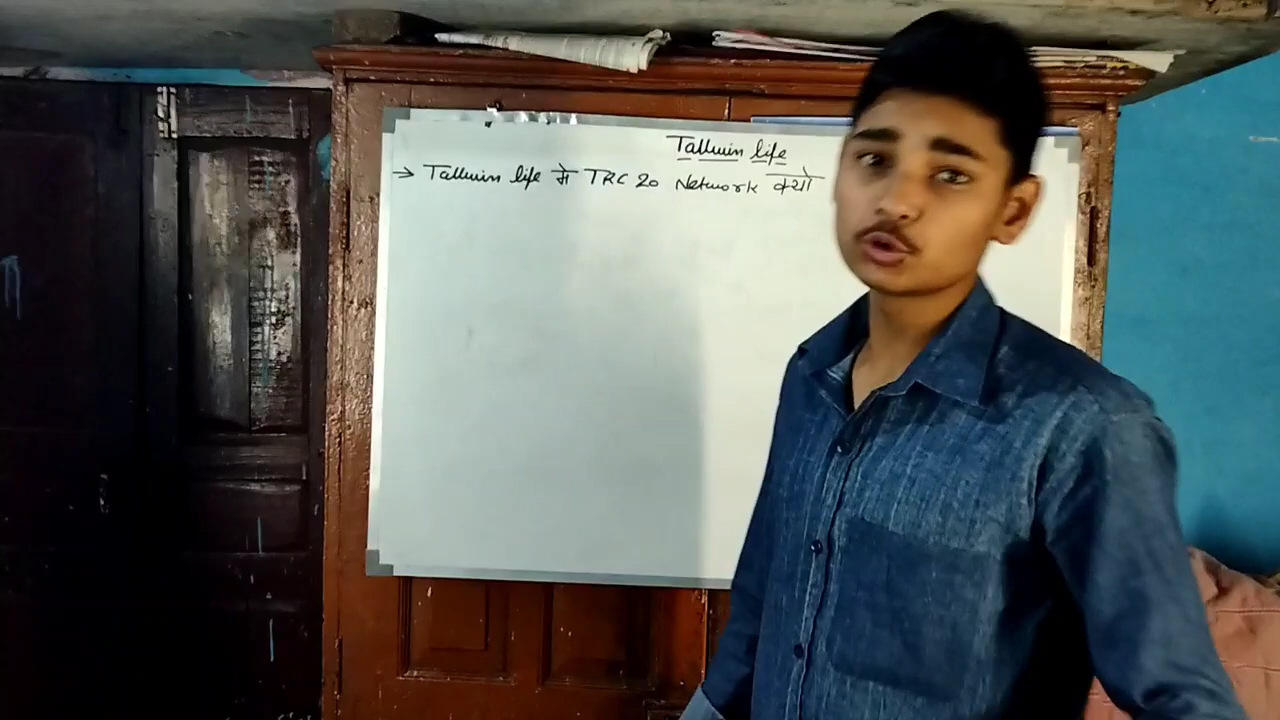 Tallwin life
→ Tallwin life में TRC 20 Network क्या